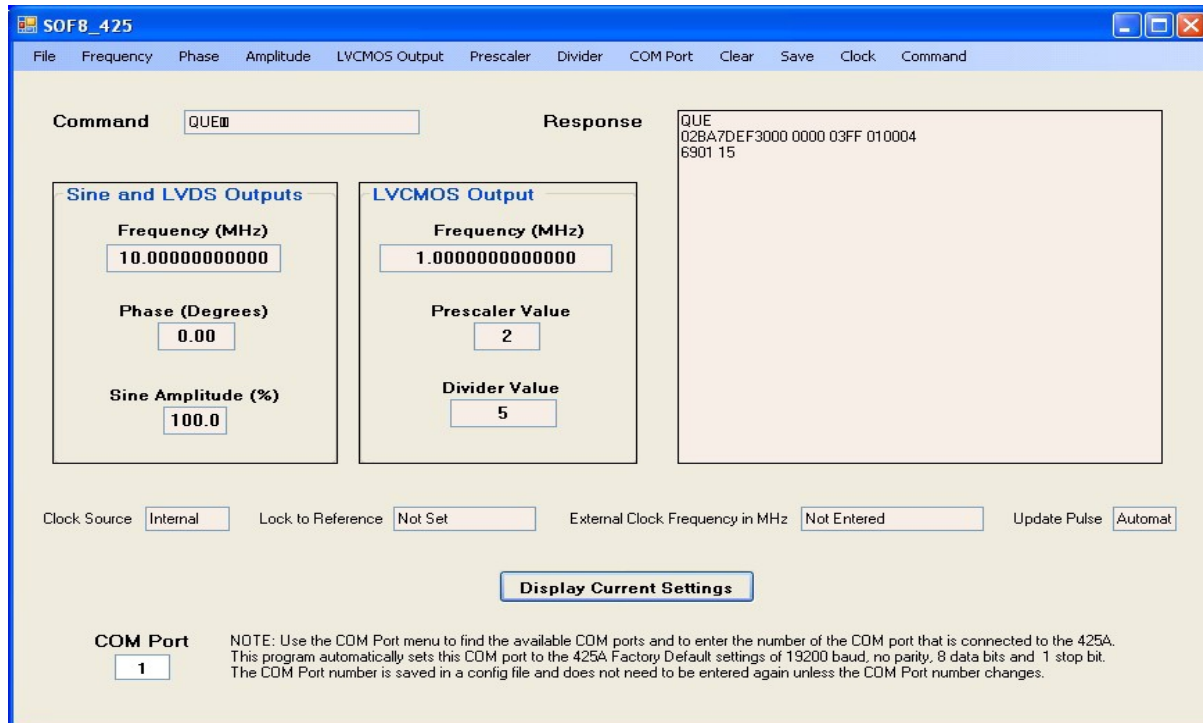 SOF8_425
File Frequency Phase Amplitude LVCMOS Output Prescaler Divider COM Port Clear Save Clock Command
Command QUE
Response
QUE
02BA7DEF3000 0000 03FF 010004
6901 15
Sine and LVDS Outputs
Frequency (MHz)
10.00000000000
Phase (Degrees)
0.00
Sine Amplitude (%)
100.0
LVCMOS Output
Frequency (MHz)
1.0000000000000
Prescaler Value
2
Divider Value
5
Clock Source Internal Lock to Reference Not Set External Clock Frequency in MHz Not Entered Update Pulse Automat
Display Current Settings
COM Port
1
NOTE: Use the COM Port menu to find the available COM ports and to enter the number of the COM port that is connected to the 425A.
This program automatically sets this COM port to the 425A Factory Default settings of 19200 baud, no parity, 8 data bits and 1 stop bit.
The COM Port number is saved in a config file and does not need to be entered again unless the COM Port number changes.